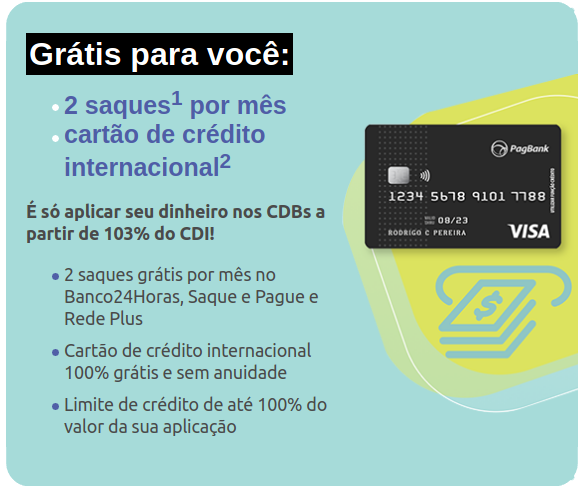 Grátis para você:
2 saques¹ por mês
cartão de crédito
internacional²
É só aplicar seu dinheiro nos CDBs a
partir de 103% do CDI!
2 saques grátis por mês no
Banco24Horas, Saque e Pague e
Rede Plus
Cartão de crédito internacional
100% grátis e sem anuidade
Limite de crédito de até 100% do
valor da sua aplicação
PagBank
1234 5678 9101 7788
08/23
RODRIGO C PEREIRA
VISA
$